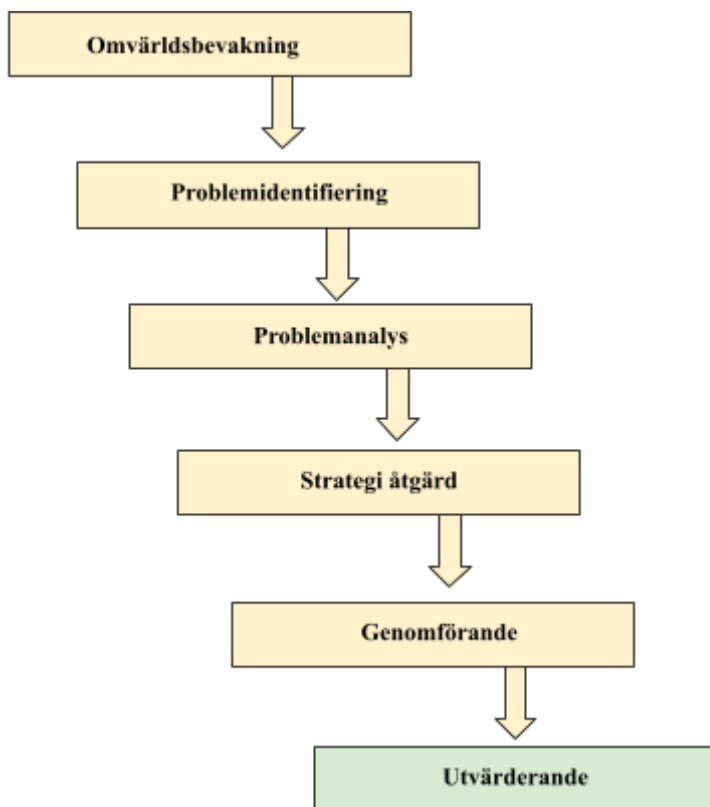 Omvärldsbevakning
Problemidentifiering
Problemanalys
Strategi åtgärd
Genomförande
Utvärderande